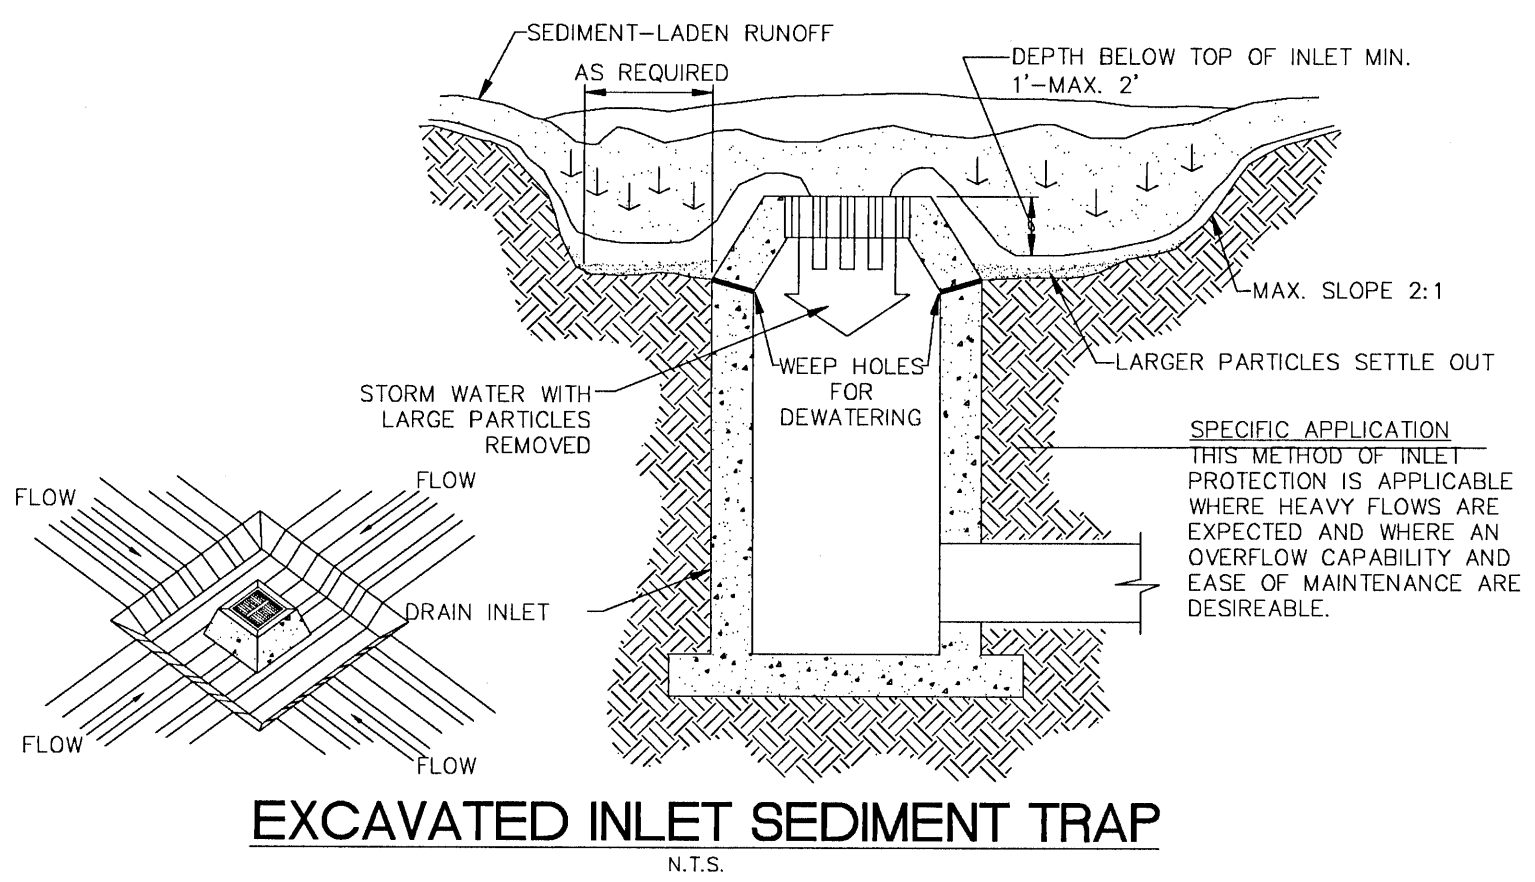 SEDIMENT-LADEN RUNOFF
AS REQUIRED
DEPTH BELOW TOP OF INLET MIN.
1'-MAX. 2'
MAX. SLOPE 2:1
LARGER PARTICLES SETTLE OUT
WEEP HOLES
FOR
DEWATERING
STORM WATER WITH
LARGE PARTICLES
REMOVED
SPECIFIC APPLICATION
THIS METHOD OF INLET
PROTECTION IS APPLICABLE
WHERE HEAVY FLOWS ARE
EXPECTED AND WHERE AN
OVERFLOW CAPABILITY AND
EASE OF MAINTENANCE ARE
DESIREABLE.
FLOW
FLOW
DRAIN INLET
FLOW
FLOW
EXCAVATED INLET SEDIMENT TRAP
N.T.S.